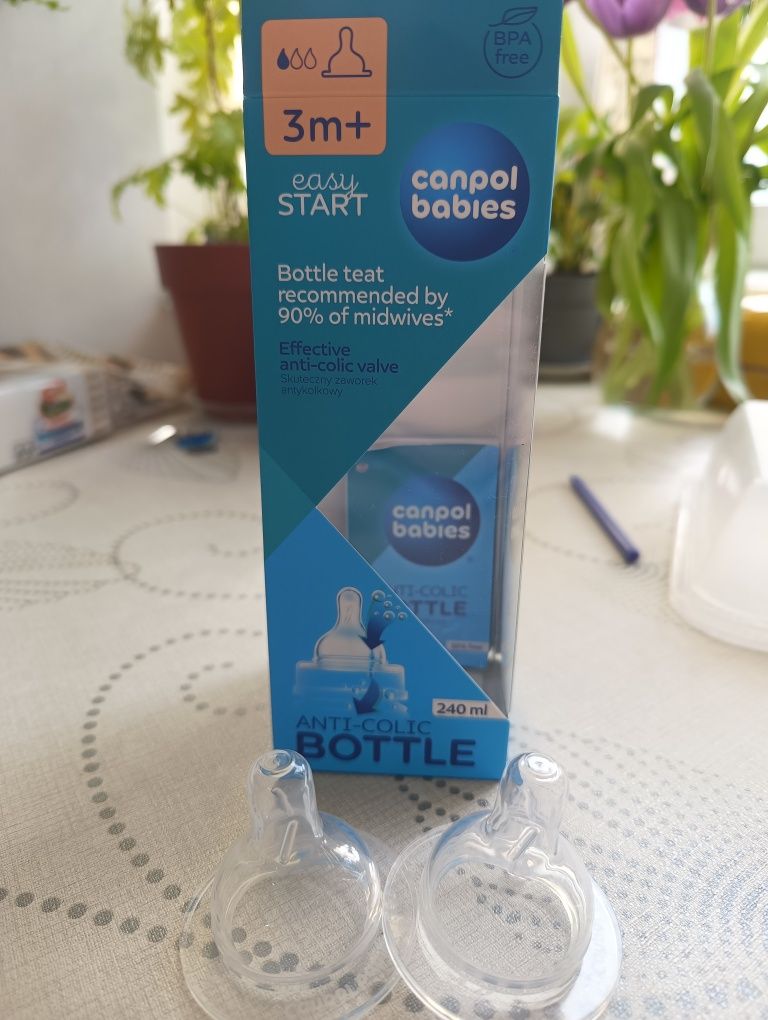 BPA
free
3m+
easy
START
canpol
babies
Bottle teat
recommended by
90% of midwives*
Effective
anti-colic valve
Skuteczny zaworek
antykolkowy
canpol
babies
TI-COLIC
TTLE
240 ml
ANTI-COLIC
BOTTLE